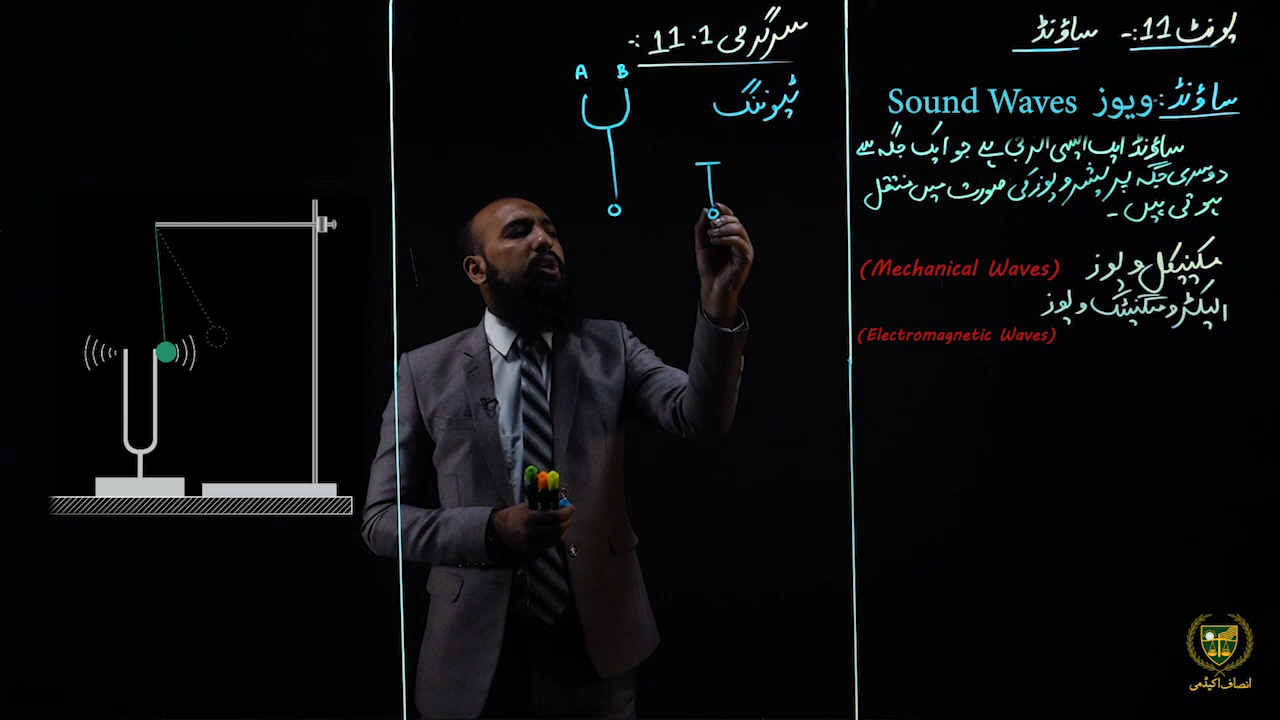 یونٹ 11:- ساؤنڈ
ساؤنڈ ویوز:- Sound Waves
ساؤنڈ ایک ایسی انرجی ہے جو ایک جگہ سے
دوسری جگہ پر پریشر ویوز کی صورت میں منتقل
ہوتی ہیں -
مکینیکل ویوز (Mechanical Waves)
الیکٹرومیگنیٹک ویوز
(Electromagnetic Waves)
سرگرمی 11.1 :-
A B
ٹیوننگ
انصاف اکیڈمی